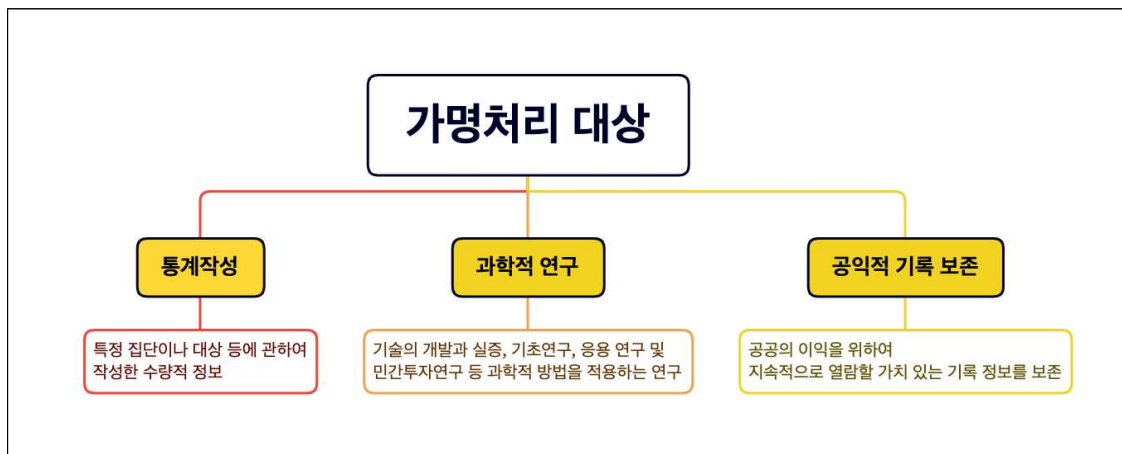 가명처리 대상
통계작성
과학적 연구
공익적 기록 보존
특정 집단이나 대상 등에 관하여
작성한 수량적 정보
기술의 개발과 실증, 기초연구, 응용 연구 및
민간투자연구 등 과학적 방법을 적용하는 연구
공공의 이익을 위하여
지속적으로 열람할 가치 있는 기록 정보를 보존